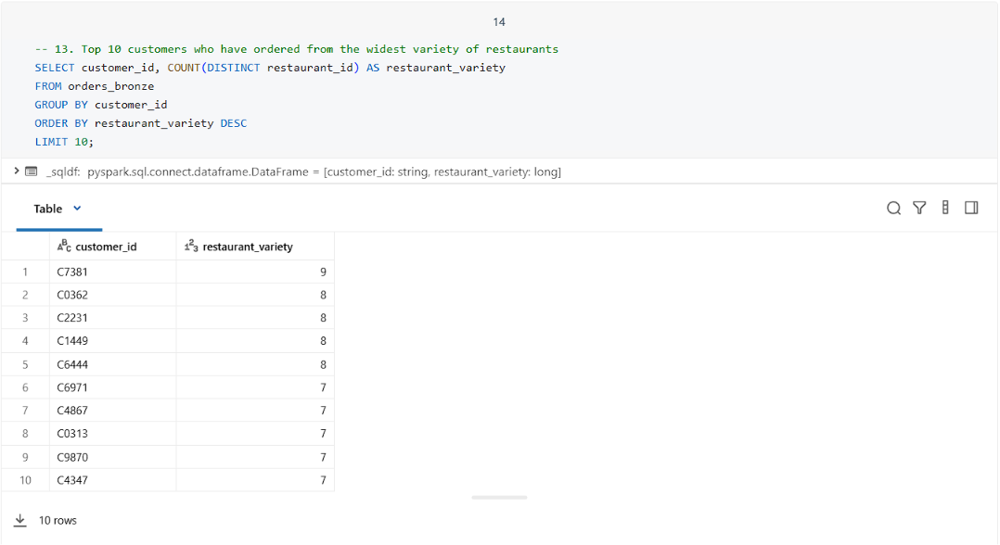 14
-- 13. Top 10 customers who have ordered from the widest variety of restaurants
SELECT customer_id, COUNT(DISTINCT restaurant_id) AS restaurant_variety
FROM orders_bronze
GROUP BY customer_id
ORDER BY restaurant_variety DESC
LIMIT 10;
_sqldf: pyspark.sql.connect.dataframe.DataFrame = [customer_id: string, restaurant_variety: long]
Table
ABC customer_id 123 restaurant_variety
1 C7381 9
2 C0362 8
3 C2231 8
4 C1449 8
5 C6444 8
6 C6971 7
7 C4867 7
8 C0313 7
9 C9870 7
10 C4347 7
10 rows